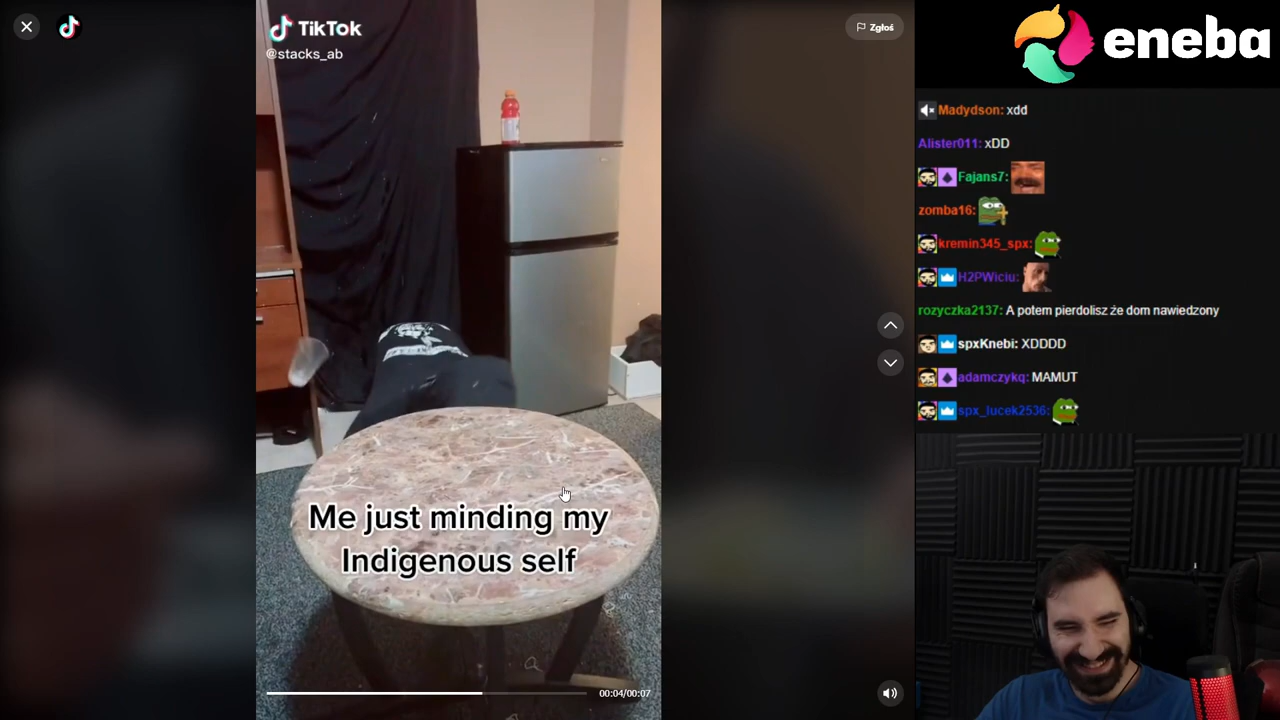 TikTok
@stacks_ab
Zgłoś
Me just minding my
Indigenous self
00:04/00:07
eneba
Madydson: xdd
Alister011: xDD
Fajans7:
zomba16:
kremin345_spx:
H2PWiciu:
rozyczka2137: A potem pierdolisz że dom nawiedzony
spxKnebi: XDDDD
adamczykq: MAMUT
spx_lucek2536: